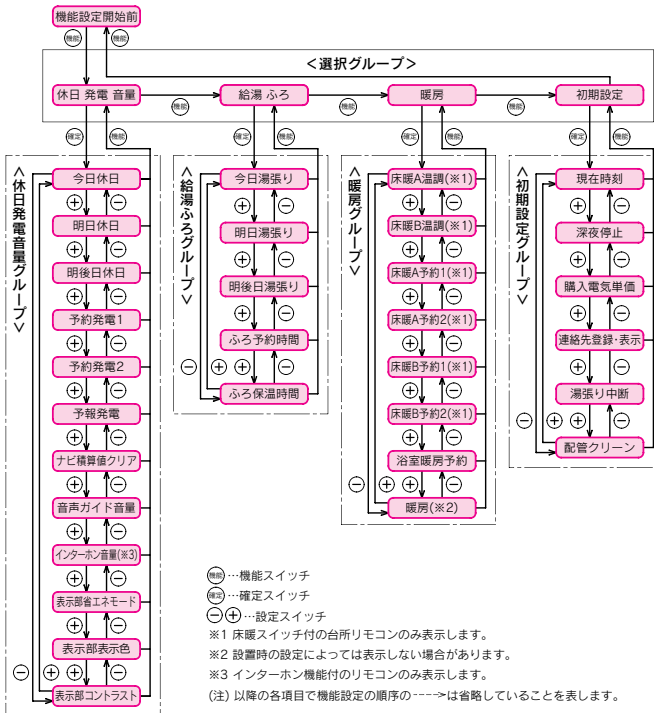 機能設定開始前
機能 機能
<選択グループ>
休日 発電 音量
機能
給湯 ふろ
機能
暖房
機能
初期設定
確定 機能
確定 機能
確定 機能
確定 機能
<休日発電音量グループ>
今日休日
⊕ ⊖
明日休日
⊕ ⊖
明後日休日
⊕ ⊖
予約発電1
⊕ ⊖
予約発電2
⊕ ⊖
予報発電
⊕ ⊖
ナビ積算値クリア
⊕ ⊖
音声ガイド音量
⊕ ⊖
インターホン音量(※3)
⊕ ⊖
表示部省エネモード
⊕ ⊖
表示部表示色
⊖ ⊕ ⊕ ⊖
表示部コントラスト
<給湯ふろグループ>
今日湯張り
⊕ ⊖
明日湯張り
⊕ ⊖
明後日湯張り
⊕ ⊖
ふろ予約時間
⊖ ⊕ ⊕ ⊖
ふろ保温時間
<暖房グループ>
床暖A温調(※1)
⊕ ⊖
床暖B温調(※1)
⊕ ⊖
床暖A予約1(※1)
⊕ ⊖
床暖A予約2(※1)
⊕ ⊖
床暖B予約1(※1)
⊕ ⊖
床暖B予約2(※1)
⊕ ⊖
浴室暖房予約
⊖ ⊕ ⊕ ⊖
暖房(※2)
<初期設定グループ>
現在時刻
⊕ ⊖
深夜停止
⊕ ⊖
購入電気単価
⊕ ⊖
連絡先登録・表示
⊕ ⊖
湯張り中断
⊖ ⊕ ⊕ ⊖
配管クリーン
機能 …機能スイッチ
確定 …確定スイッチ
⊖⊕…設定スイッチ
※1 床暖スイッチ付の台所リモコンのみ表示します。
※2 設置時の設定によっては表示しない場合があります。
※3 インターホン機能付のリモコンのみ表示します。
(注) 以降の各項目で機能設定の順序の---->は省略していることを表します。